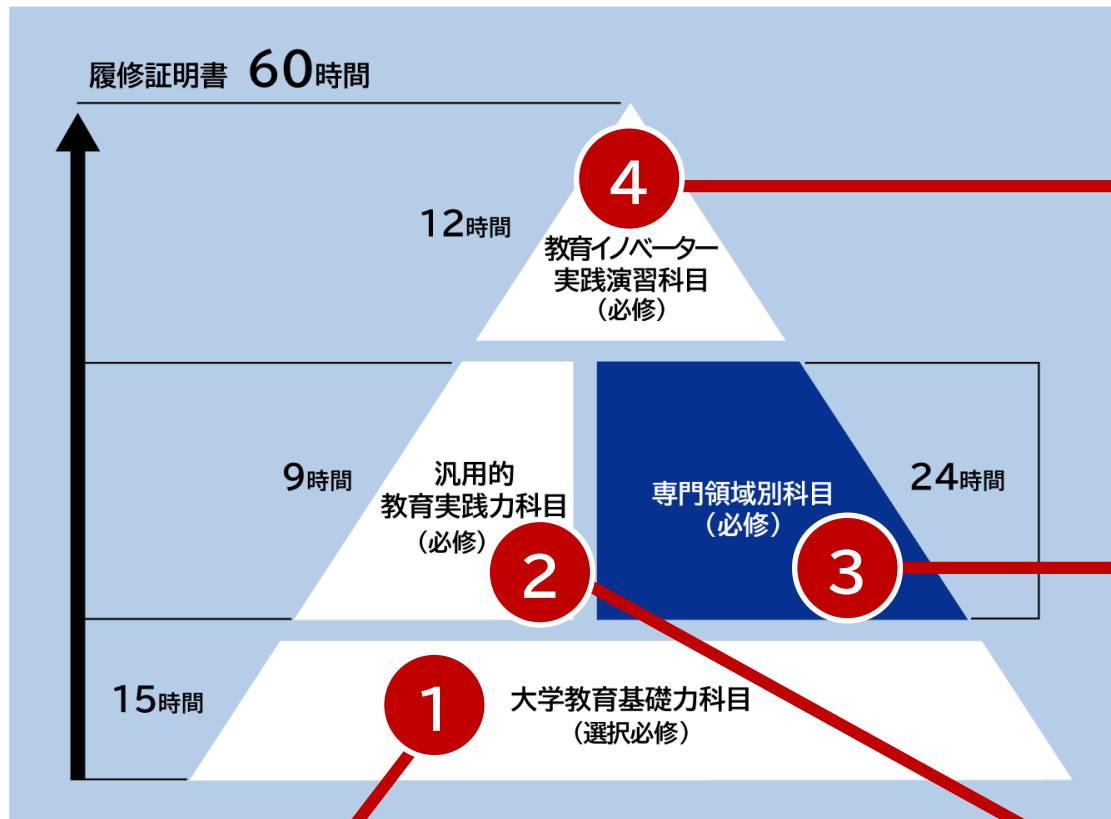 履修証明書 60時間
4
12時間
教育イノベーター
実践演習科目
(必修)
9時間
汎用的
教育実践力科目
(必修)
2
専門領域別科目
(必修)
3
24時間
15時間
1
大学教育基礎力科目
(選択必修)